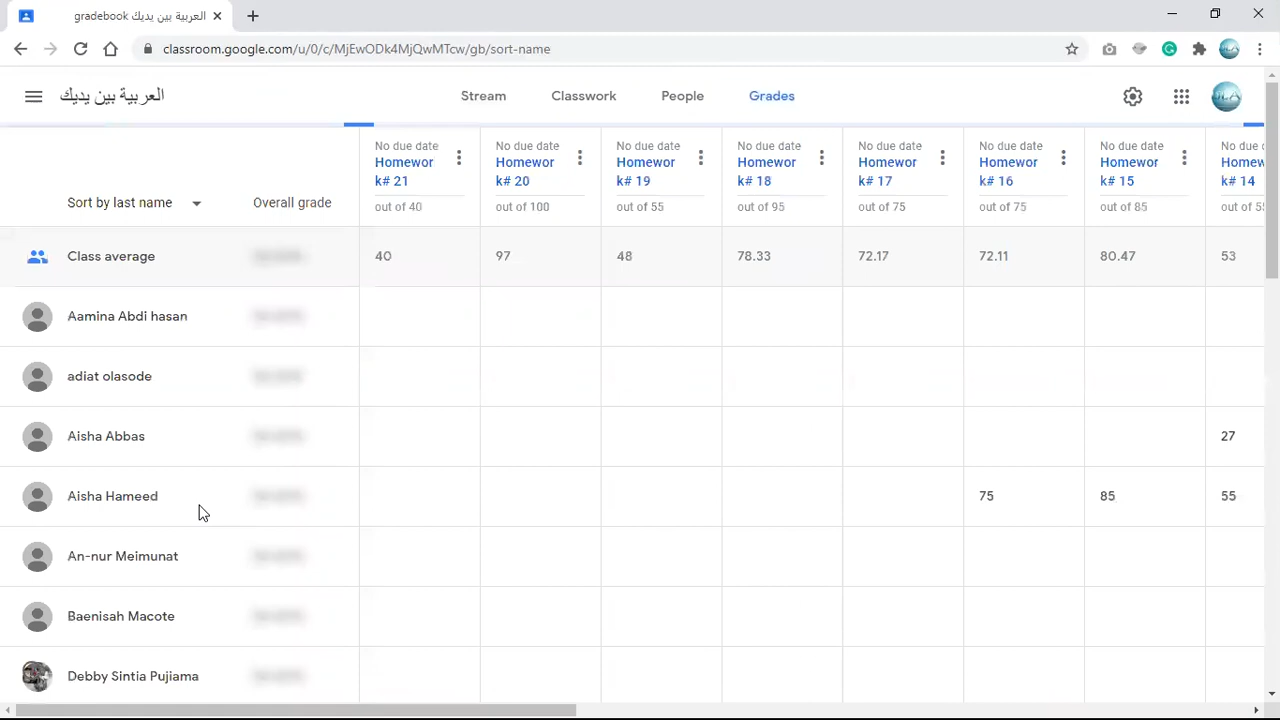 gradebook العربية بين يديك
classroom.google.com/u/0/c/MjEwODk4MjQwMTcw/gb/sort-name
العربية بين يديك
Stream
Classwork
People
Grades
No due date
No due date
No due date
No due date
No due date
No due date
No due date
No due date
Homewor
Homewor
Homewor
Homewor
Homewor
Homewor
Homewor
Homew
k# 21
k# 20
k# 19
k# 18
k# 17
k# 16
k# 15
k# 14
Sort by last name
Overall grade
out of 40
out of 100
out of 55
out of 95
out of 75
out of 75
out of 85
out of 55
Class average
40
97
48
78.33
72.17
72.11
80.47
53
Aamina Abdi hasan
adiat olasode
Aisha Abbas
27
Aisha Hameed
75
85
55
An-nur Meimunat
Baenisah Macote
Debby Sintia Pujiama